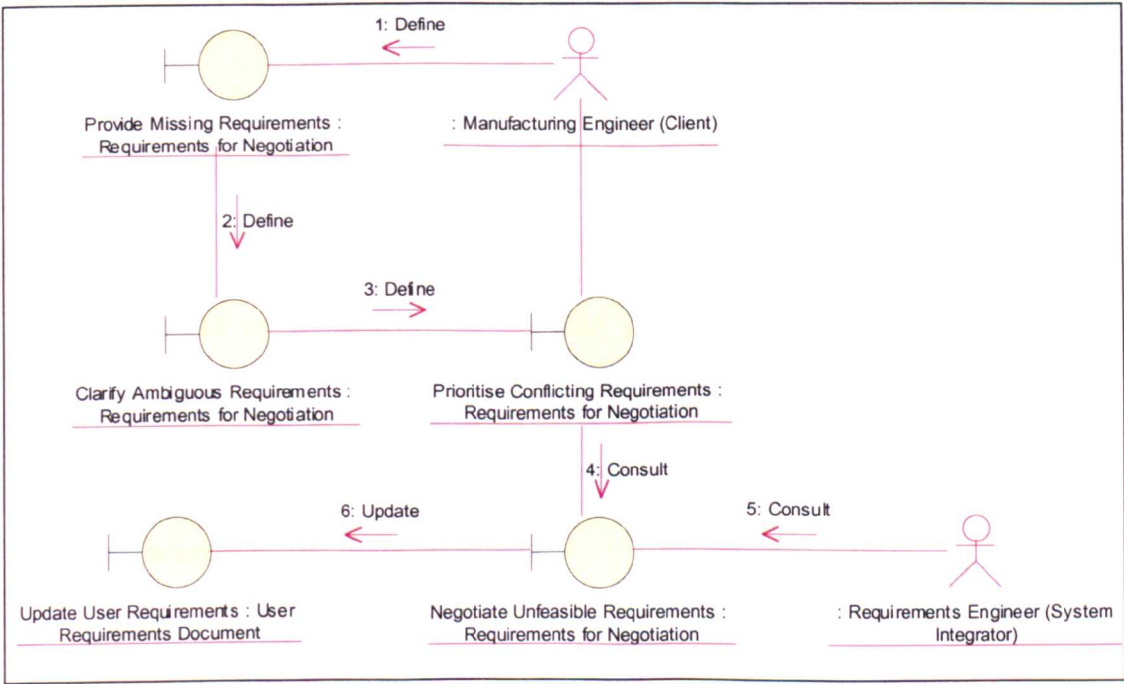 1: Define
Provide Missing Requirements :
Requirements for Negotiation
: Manufacturing Engineer (Client)
2: Define
3: Define
Clarify Ambiguous Requirements :
Requirements for Negotiation
Prioritise Conflicting Requirements :
Requirements for Negotiation
4: Consult
6: Update
5: Consult
Update User Requirements : User
Requirements Document
Negotiate Unfeasible Requirements :
Requirements for Negotiation
: Requirements Engineer (System
Integrator)